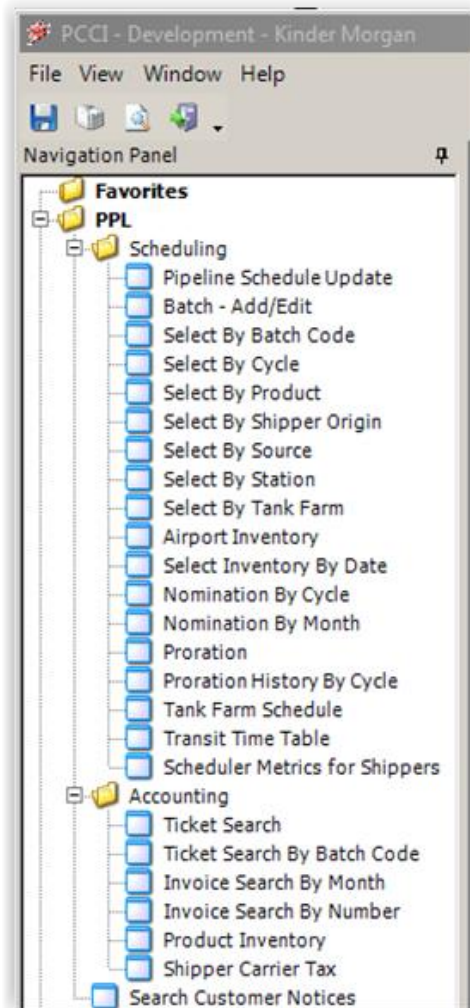 PCCI - Development - Kinder Morgan
File View Window Help
Navigation Panel
Favorites
PPL
Scheduling
Pipeline Schedule Update
Batch - Add/Edit
Select By Batch Code
Select By Cycle
Select By Product
Select By Shipper Origin
Select By Source
Select By Station
Select By Tank Farm
Airport Inventory
Select Inventory By Date
Nomination By Cycle
Nomination By Month
Proration
Proration History By Cycle
Tank Farm Schedule
Transit Time Table
Scheduler Metrics for Shippers
Accounting
Ticket Search
Ticket Search By Batch Code
Invoice Search By Month
Invoice Search By Number
Product Inventory
Shipper Carrier Tax
Search Customer Notices